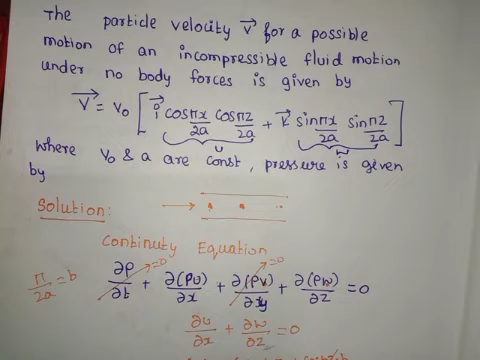 The particle velocity V⃗ for a possible
motion of an incompressible fluid motion
under no body forces is given by
V⃗ = V₀ [ i⃗ cos πx/2a cos πz/2a + k⃗ sin πx/2a sin πz/2a ]
U W
where V₀ & a are const, pressure is given
by
Solution:
Continuity Equation
π/2a = b ∂ρ/∂t =0 + ∂(ρu)/∂x + ∂(ρv)/∂y =0 + ∂(ρw)/∂z = 0
∂u/∂x + ∂w/∂z = 0